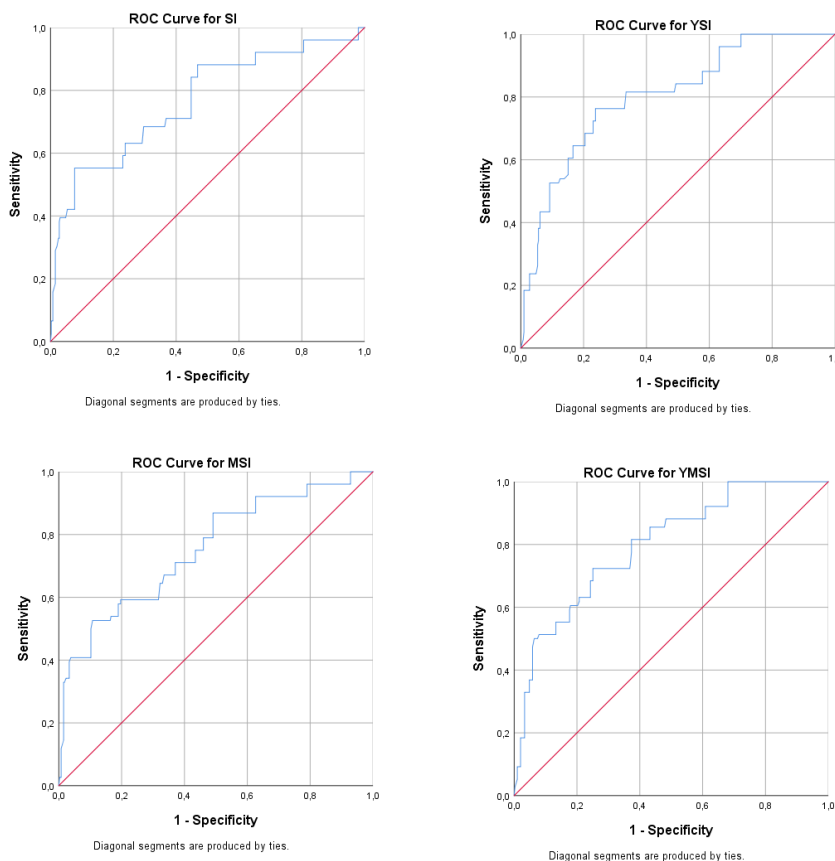 ROC Curve for SI
1,0
0,8
0,6
0,4
0,2
0,0
Sensitivity
0,0 0,2 0,4 0,6 0,8 1,0
1 - Specificity
Diagonal segments are produced by ties.
ROC Curve for YSI
1,0
0,8
0,6
0,4
0,2
0,0
Sensitivity
0,0 0,2 0,4 0,6 0,8 1,
1 - Specificity
Diagonal segments are produced by ties.
ROC Curve for MSI
1,0
0,8
0,6
0,4
0,2
0,0
Sensitivity
0,0 0,2 0,4 0,6 0,8 1,0
1 - Specificity
Diagonal segments are produced by ties.
ROC Curve for YMSI
1,0
0,8
0,6
0,4
0,2
0,0
Sensitivity
0,0 0,2 0,4 0,6 0,8 1,0
1 - Specificity
Diagonal segments are produced by ties.